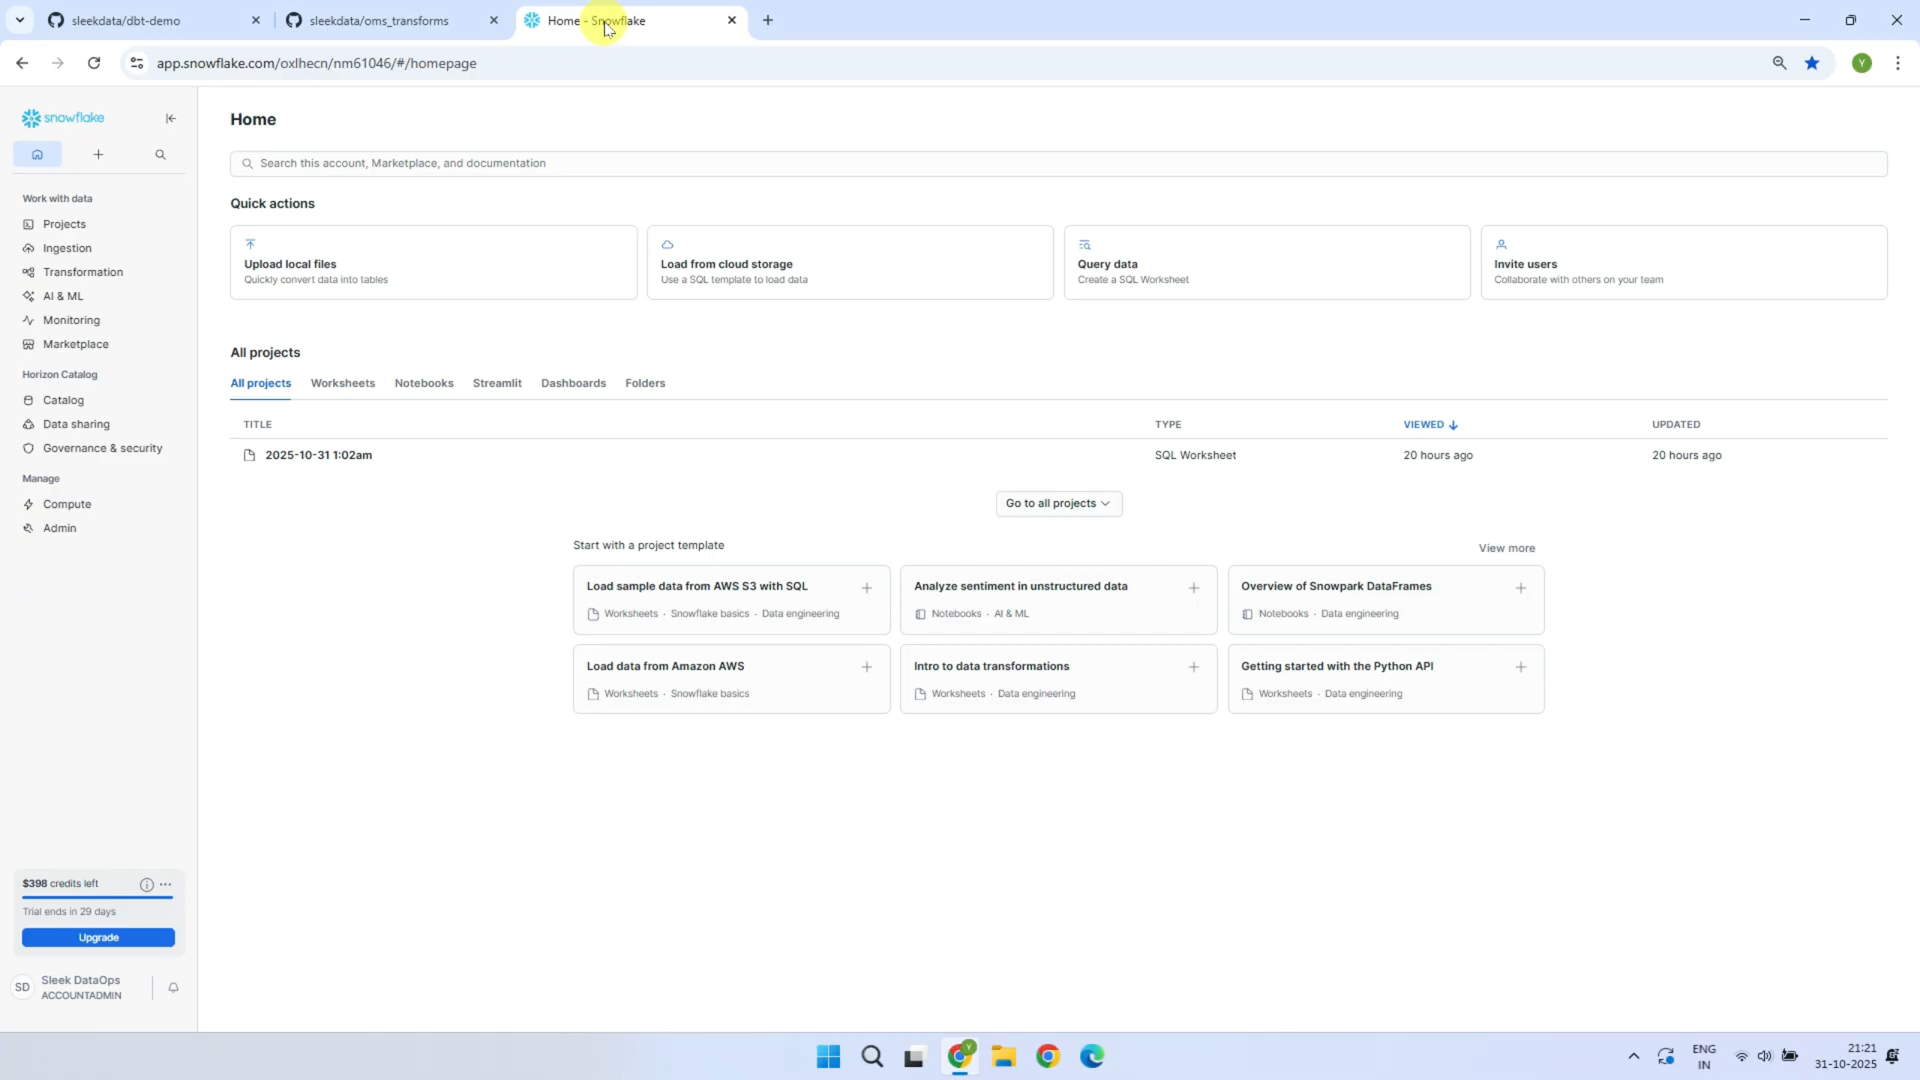 sleekdata/dbt-demo
sleekdata/oms_transforms
Home - Snowflake
app.snowflake.com/oxlhecn/nm61046/#/homepage
Y
snowflake
Work with data
Projects
Ingestion
Transformation
AI & ML
Monitoring
Marketplace
Horizon Catalog
Catalog
Data sharing
Governance & security
Manage
Compute
Admin
$398 credits left
Trial ends in 29 days
Upgrade
SD
Sleek DataOps
ACCOUNTADMIN
Home
Search this account, Marketplace, and documentation
Quick actions
Upload local files
Quickly convert data into tables
Load from cloud storage
Use a SQL template to load data
Query data
Create a SQL Worksheet
Invite users
Collaborate with others on your team
All projects
All projects Worksheets Notebooks Streamlit Dashboards Folders
TITLE TYPE VIEWED UPDATED
2025-10-31 1:02am SQL Worksheet 20 hours ago 20 hours ago
Go to all projects
Start with a project template
View more
Load sample data from AWS S3 with SQL
Worksheets · Snowflake basics · Data engineering
Analyze sentiment in unstructured data
Notebooks · AI & ML
Overview of Snowpark DataFrames
Notebooks · Data engineering
Load data from Amazon AWS
Worksheets · Snowflake basics
Intro to data transformations
Worksheets · Data engineering
Getting started with the Python API
Worksheets · Data engineering
Y
ENG
IN
21:21
31-10-2025